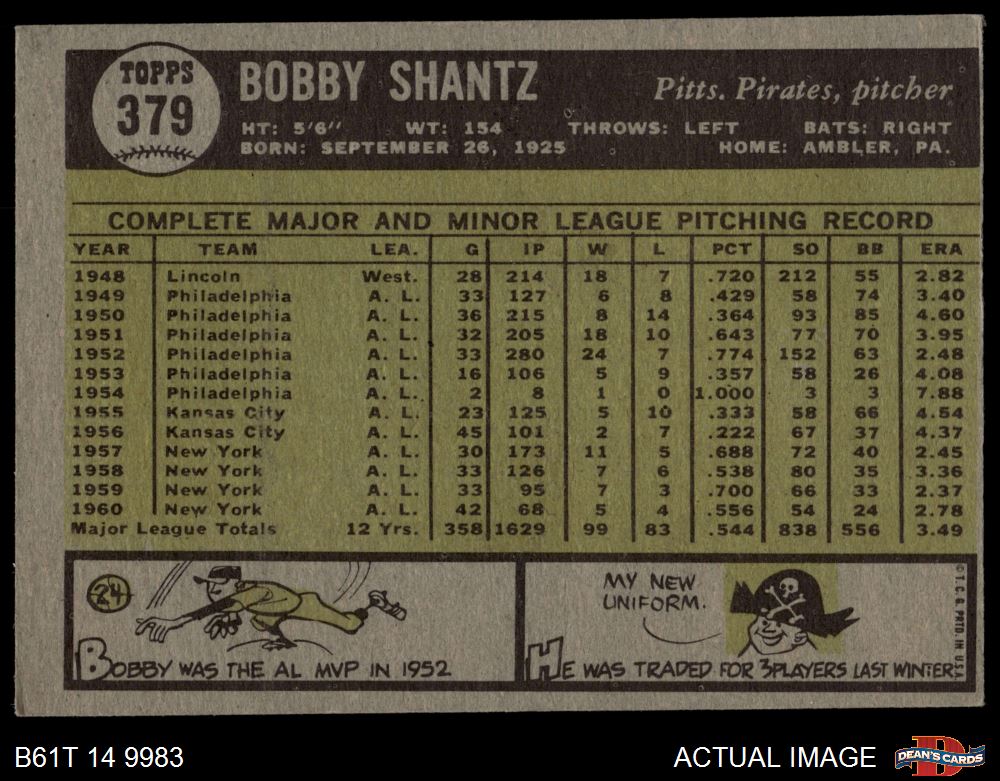 TOPPS
379
BOBBY SHANTZ
Pitts. Pirates, pitcher
HT: 5'6" WT: 154 THROWS: LEFT BATS: RIGHT
BORN: SEPTEMBER 26, 1925 HOME: AMBLER, PA.
COMPLETE MAJOR AND MINOR LEAGUE PITCHING RECORD
YEAR TEAM LEA. G IP W L PCT SO BB ERA
1948 Lincoln West. 28 214 18 7 .720 212 55 2.82
1949 Philadelphia A. L. 33 127 6 8 .429 58 74 3.40
1950 Philadelphia A. L. 36 215 8 14 .364 93 85 4.60
1951 Philadelphia A. L. 32 205 18 10 .643 77 70 3.95
1952 Philadelphia A. L. 33 280 24 7 .774 152 63 2.48
1953 Philadelphia A. L. 16 106 5 9 .357 58 26 4.08
1954 Philadelphia A. L. 2 8 1 0 1.000 3 3 7.88
1955 Kansas City A. L. 23 125 5 10 .333 58 66 4.54
1956 Kansas City A. L. 45 101 2 7 .222 67 37 4.37
1957 New York A. L. 30 173 11 5 .688 72 40 2.45
1958 New York A. L. 33 126 7 6 .538 80 35 3.36
1959 New York A. L. 33 95 7 3 .700 66 33 2.37
1960 New York A. L. 42 68 5 4 .556 54 24 2.78
Major League Totals 12 Yrs. 358 1629 99 83 .544 838 556 3.49
24
BOBBY WAS THE AL MVP IN 1952
MY NEW
UNIFORM.
HE WAS TRADED FOR 3 PLAYERS LAST WINTER
© T. C. G. PRTD. IN U.S.A.
B61T 14 9983
ACTUAL IMAGE
D
DEAN'S CARDS